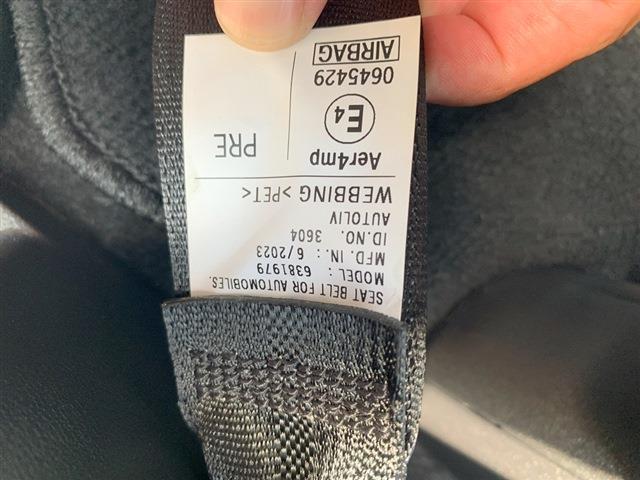 SEAT BELT FOR AUTOMOBILES.
MODEL : 6381979
MFD. IN. : 6/2023
ID.NO. 3604
AUTOLIV
WEBBING >PET<
Aer4mp
E4
0645429
AIRBAG
PRE